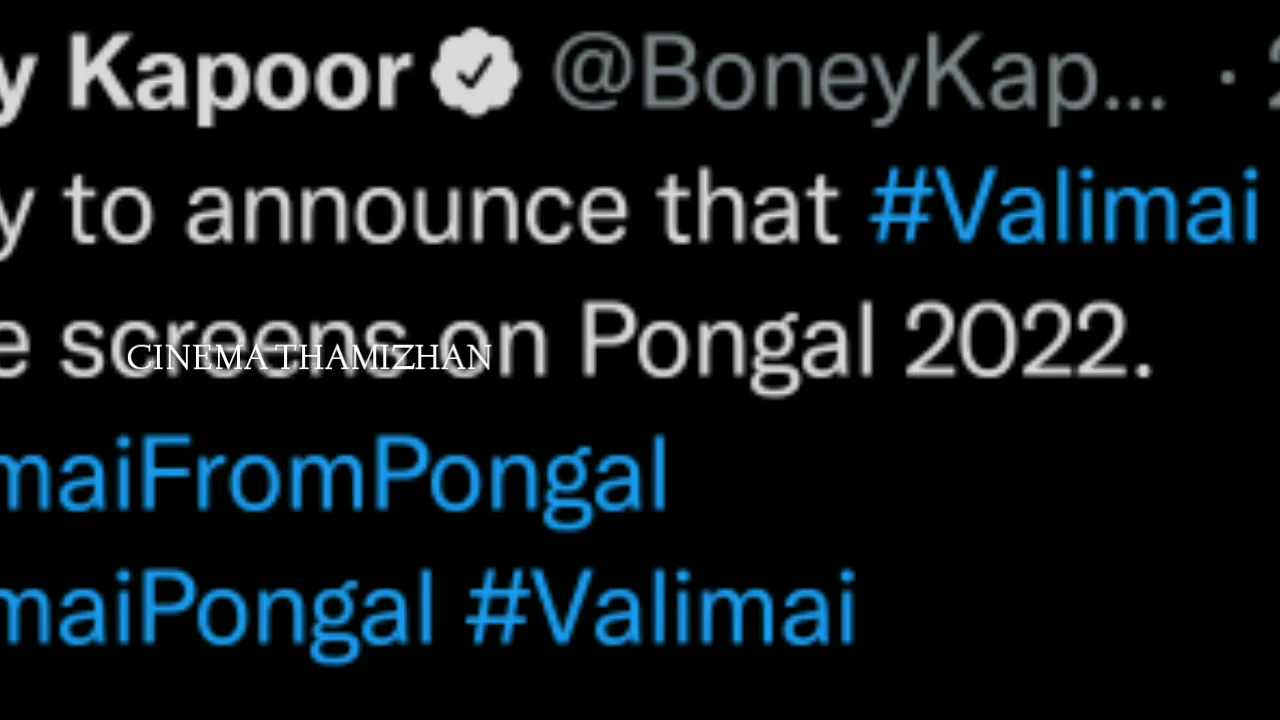 y Kapoor @BoneyKap... ·
y to announce that #Valimai
e screens on Pongal 2022.
CINEMA THAMIZHAN
maiFromPongal
maiPongal #Valimai